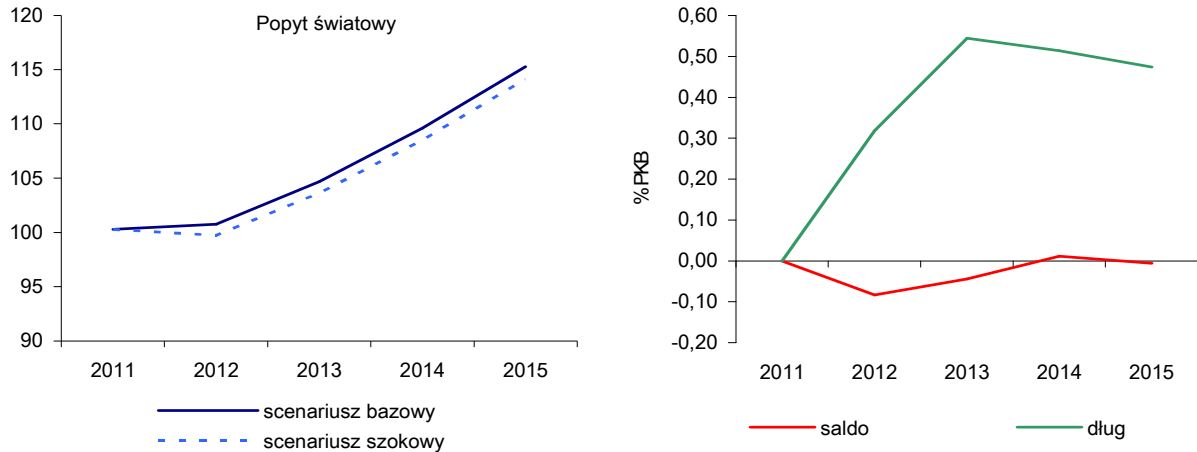 Popyt światowy
120
115
110
105
100
95
90
2011 2012 2013 2014 2015
scenariusz bazowy
scenariusz szokowy
%PKB
0,60
0,50
0,40
0,30
0,20
0,10
0,00
-0,10
-0,20
2011 2012 2013 2014 2015
saldo dług